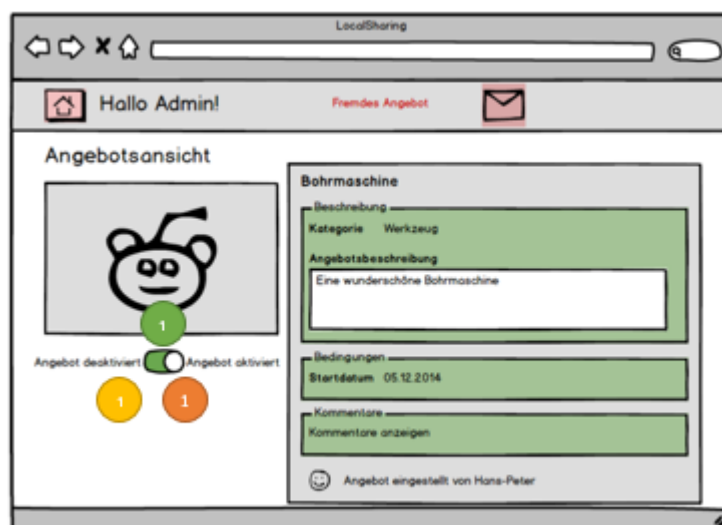 LocalSharing
Hallo Admin!
Fremdes Angebot
Angebotsansicht
1
Angebot deaktiviert
Angebot aktiviert
1
1
Bohrmaschine
Beschreibung
Kategorie Werkzeug
Angebotsbeschreibung
Eine wunderschöne Bohrmaschine
Bedingungen
Startdatum 05.12.2014
Kommentare
Kommentare anzeigen
Angebot eingestellt von Hans-Peter